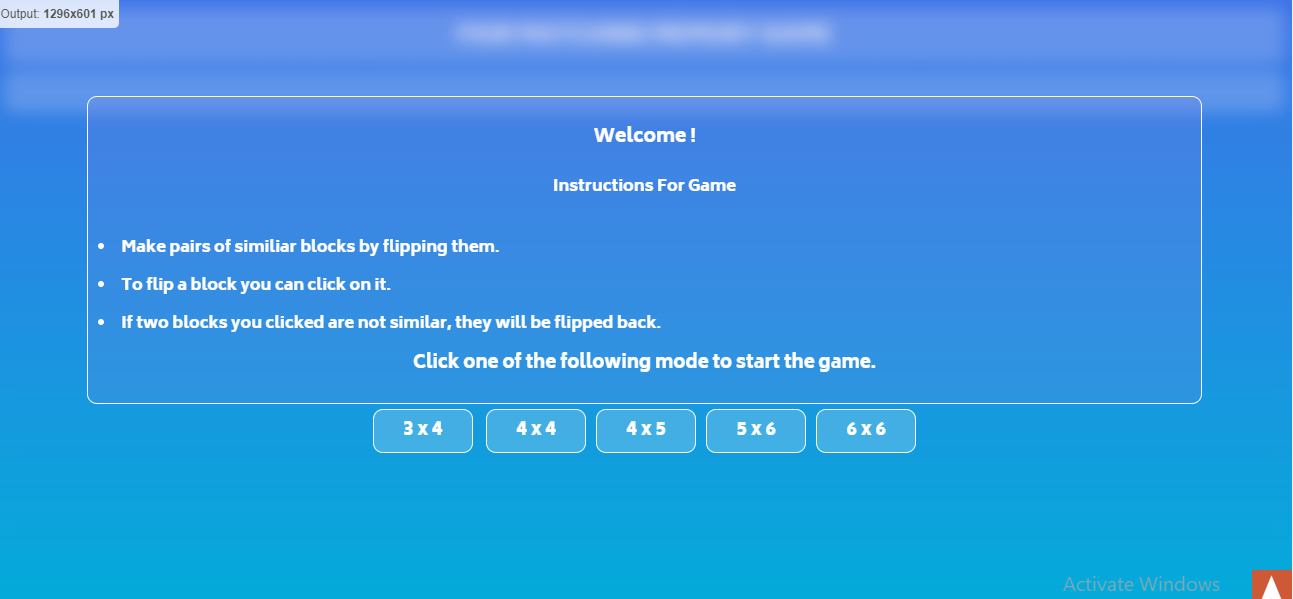 Output: 1296x601 px
Welcome !
Instructions For Game
• Make pairs of similiar blocks by flipping them.
• To flip a block you can click on it.
• If two blocks you clicked are not similar, they will be flipped back.
Click one of the following mode to start the game.
3 x 4 4 x 4 4 x 5 5 x 6 6 x 6
Activate Windows